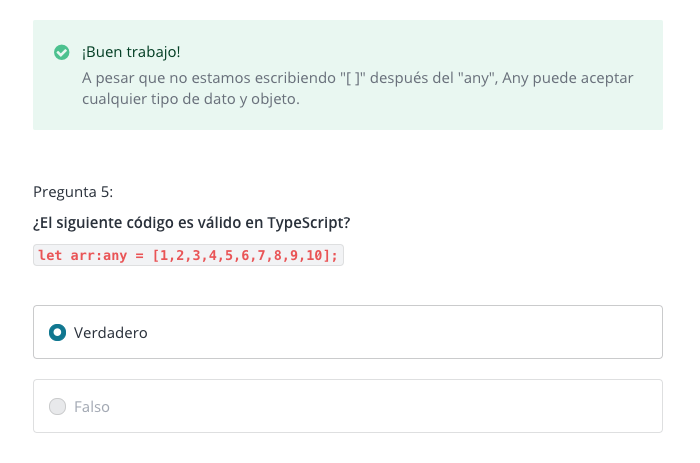 ¡Buen trabajo!
A pesar que no estamos escribiendo "[ ]" después del "any", Any puede aceptar
cualquier tipo de dato y objeto.
Pregunta 5:
¿El siguiente código es válido en TypeScript?
let arr:any = [1,2,3,4,5,6,7,8,9,10];
Verdadero
Falso